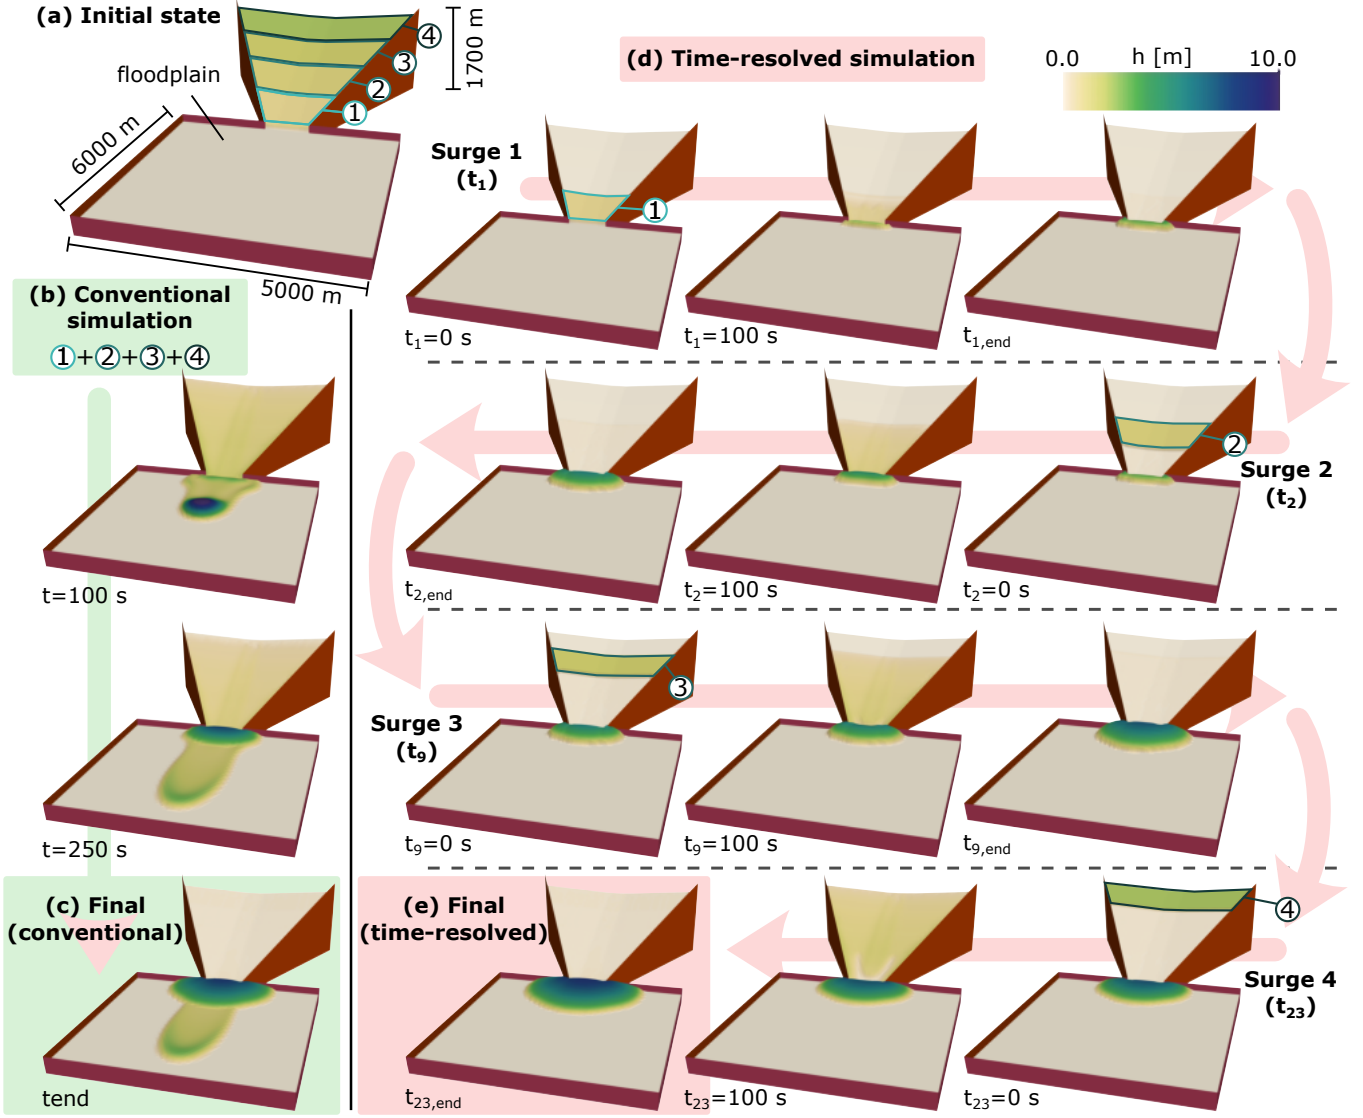 (a) Initial state
floodplain
6000 m
5000 m
1700 m
④
③
②
①
(b) Conventional
simulation
①+②+③+④
t=100 s
t=250 s
(c) Final
(conventional)
tend
(d) Time-resolved simulation
0.0 h [m] 10.0
Surge 1
(t₁)
①
t₁=0 s
t₁=100 s
t₁,end
②
Surge 2
(t₂)
t₂,end
t₂=100 s
t₂=0 s
③
Surge 3
(t₉)
t₉=0 s
t₉=100 s
t₉,end
④
Surge 4
(t₂₃)
(e) Final
(time-resolved)
t₂₃,end
t₂₃=100 s
t₂₃=0 s